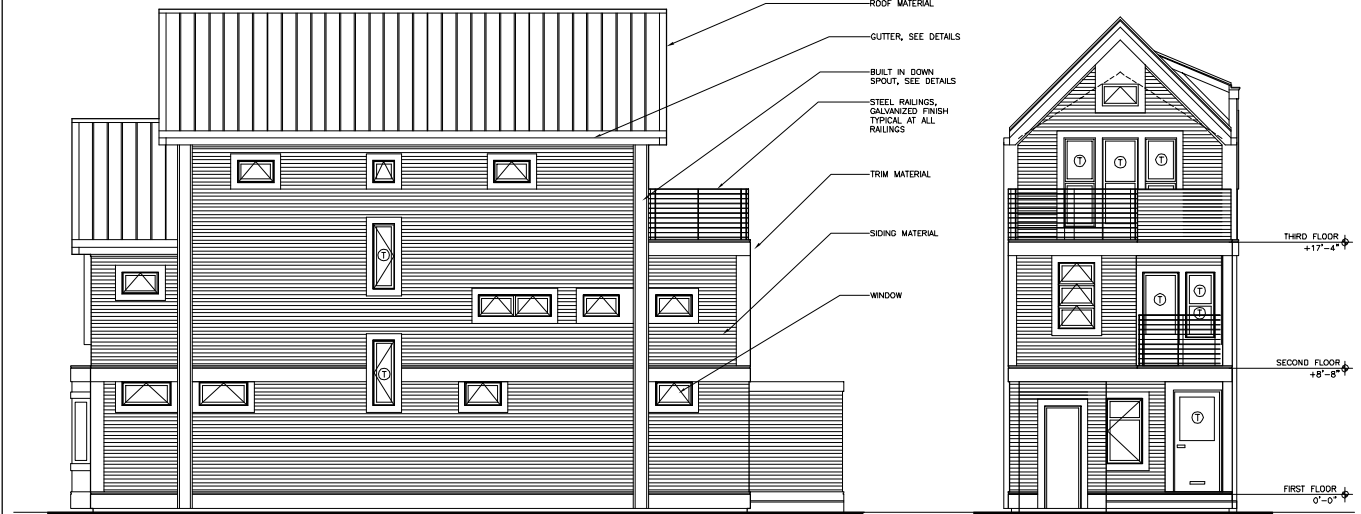 ROOF MATERIAL
GUTTER, SEE DETAILS
BUILT IN DOWN
SPOUT, SEE DETAILS
STEEL RAILINGS,
GALVANIZED FINISH
TYPICAL AT ALL
RAILINGS
TRIM MATERIAL
SIDING MATERIAL
WINDOW
T
T
T
T
T
T
T
T
T
THIRD FLOOR
+17'-4"
SECOND FLOOR
+8'-8"
FIRST FLOOR
0'-0"